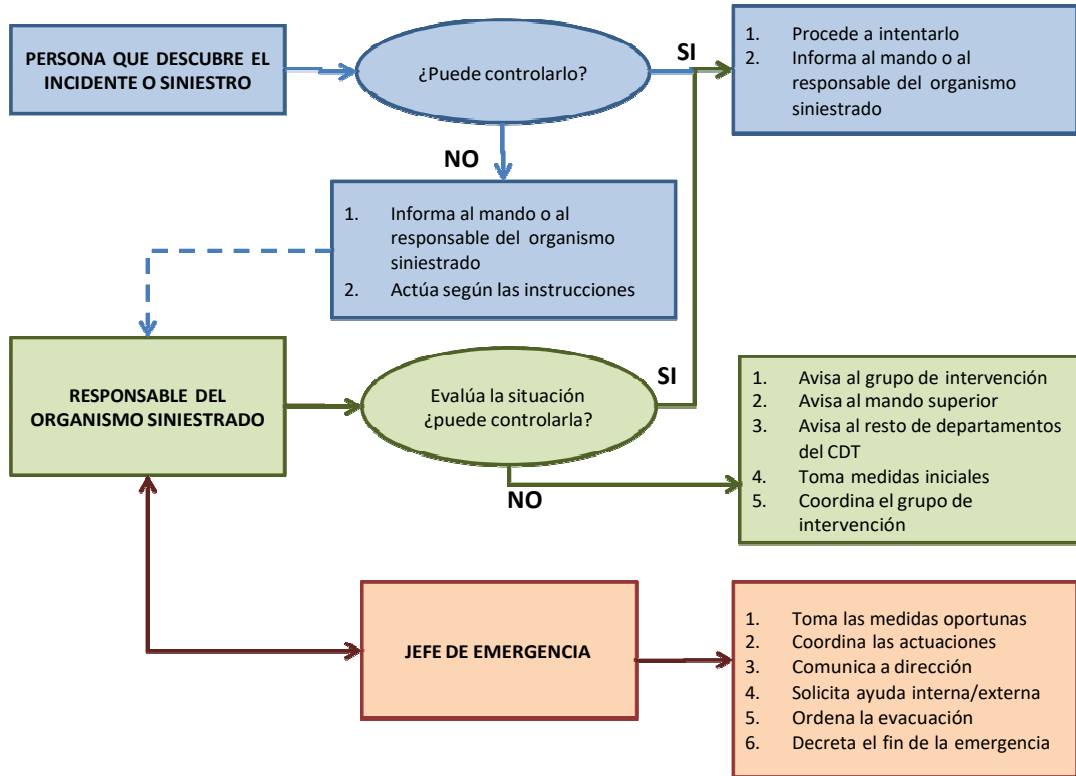 PERSONA QUE DESCUBRE EL
INCIDENTE O SINIESTRO
¿Puede controlarlo?
SI
1. Procede a intentarlo
2. Informa al mando o al
responsable del organismo
siniestrado
NO
1. Informa al mando o al
responsable del organismo
siniestrado
2. Actúa según las instrucciones
RESPONSABLE DEL
ORGANISMO SINIESTRADO
Evalúa la situación
¿puede controlarla?
SI
NO
1. Avisa al grupo de intervención
2. Avisa al mando superior
3. Avisa al resto de departamentos
del CDT
4. Toma medidas iniciales
5. Coordina el grupo de
intervención
JEFE DE EMERGENCIA
1. Toma las medidas oportunas
2. Coordina las actuaciones
3. Comunica a dirección
4. Solicita ayuda interna/externa
5. Ordena la evacuación
6. Decreta el fin de la emergencia